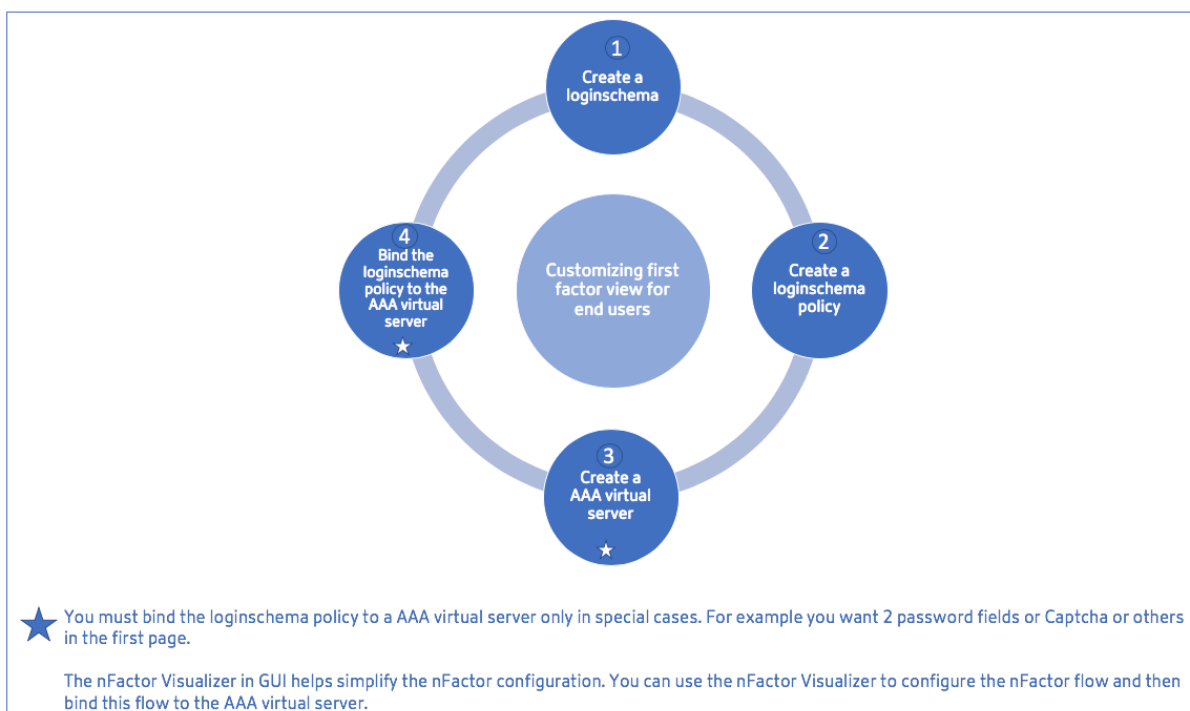 1
Create a
loginschema
2
Create a
loginschema
policy
3
Create a
AAA virtual
server
4
Bind the
loginschema
policy to the
AAA virtual
server
Customizing first
factor view for
end users
You must bind the loginschema policy to a AAA virtual server only in special cases. For example you want 2 password fields or Captcha or others
in the first page.
The nFactor Visualizer in GUI helps simplify the nFactor configuration. You can use the nFactor Visualizer to configure the nFactor flow and then
bind this flow to the AAA virtual server.